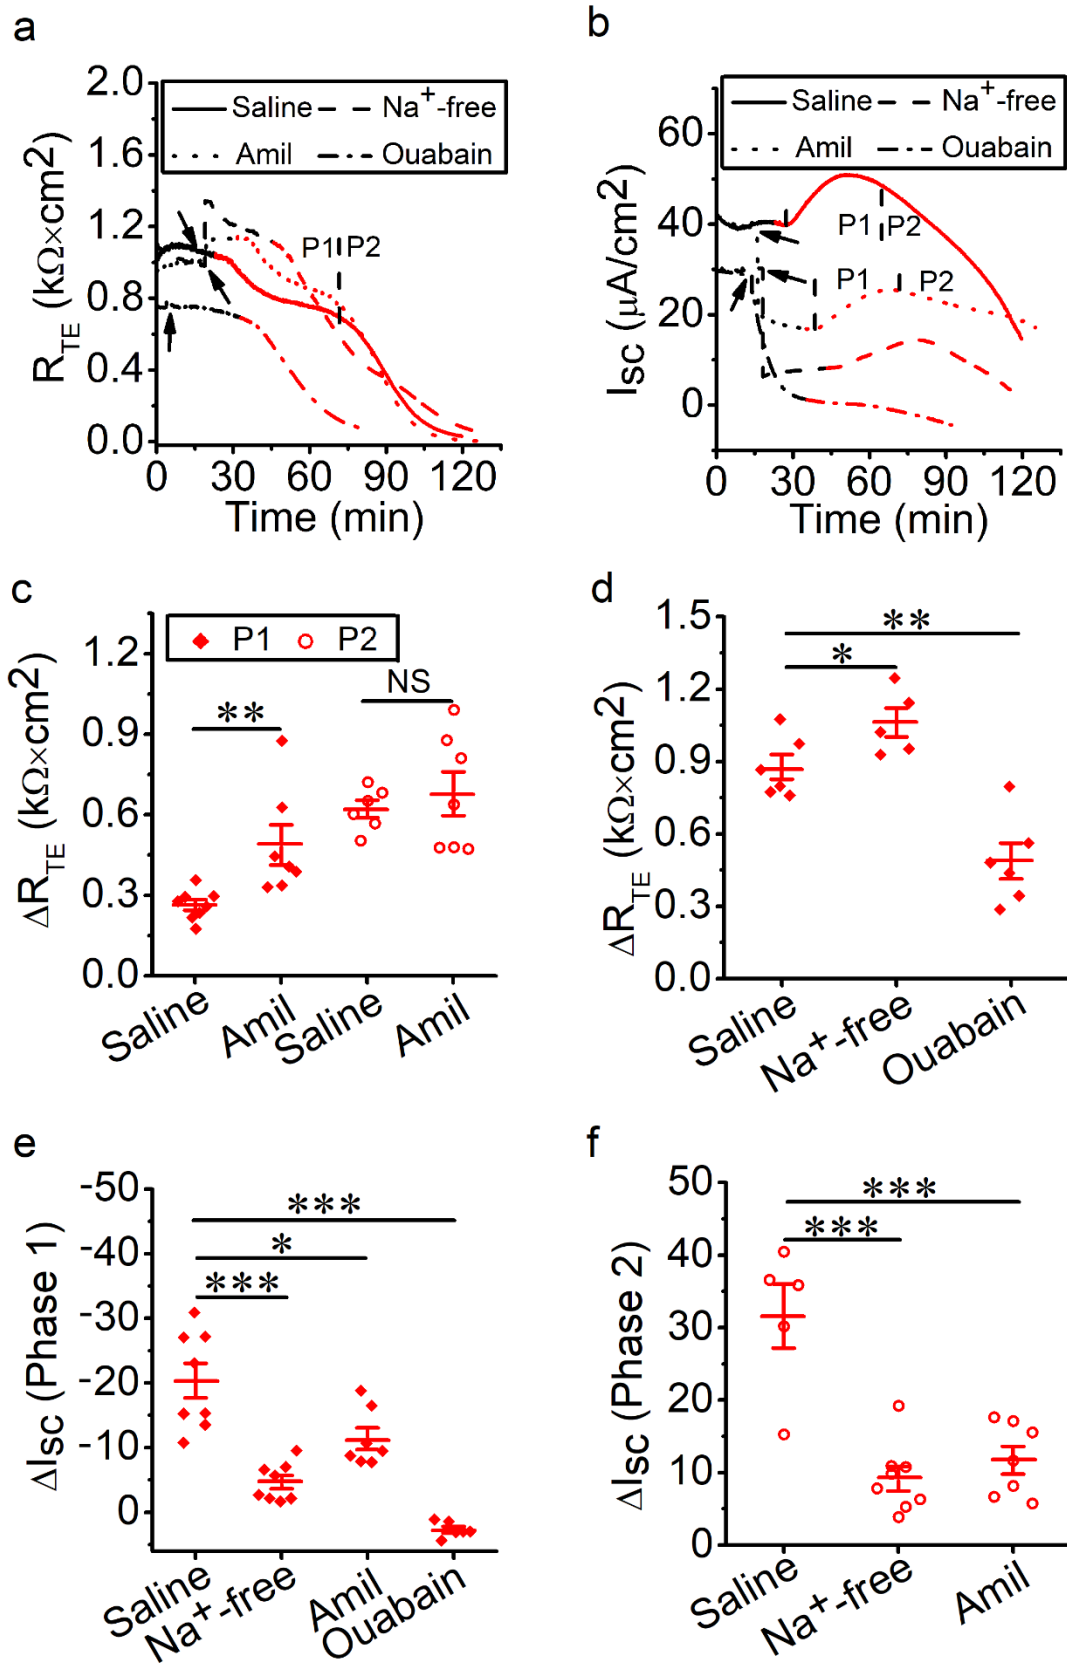 a
b
Saline Na⁺-free
Amil Ouabain
Saline Na⁺-free
Amil Ouabain
R_TE (kΩ×cm2)
2.0
1.6
1.2
0.8
0.4
0.0
P1 P2
0 30 60 90 120
Time (min)
Isc (μA/cm2)
60
40
20
0
P1 P2
P1 P2
0 30 60 90 120
Time (min)
c
d
P1 P2
ΔR_TE (kΩ×cm2)
1.2
0.9
0.6
0.3
0.0
**
NS
Saline Amil Saline Amil
ΔR_TE (kΩ×cm2)
1.5
1.2
0.9
0.6
0.3
0.0
**
*
Saline Na⁺-free Ouabain
e
f
ΔIsc (Phase 1)
-50
-40
-30
-20
-10
0
***
*
***
Saline Na⁺-free Amil Ouabain
ΔIsc (Phase 2)
50
40
30
20
10
0
***
***
Saline Na⁺-free Amil